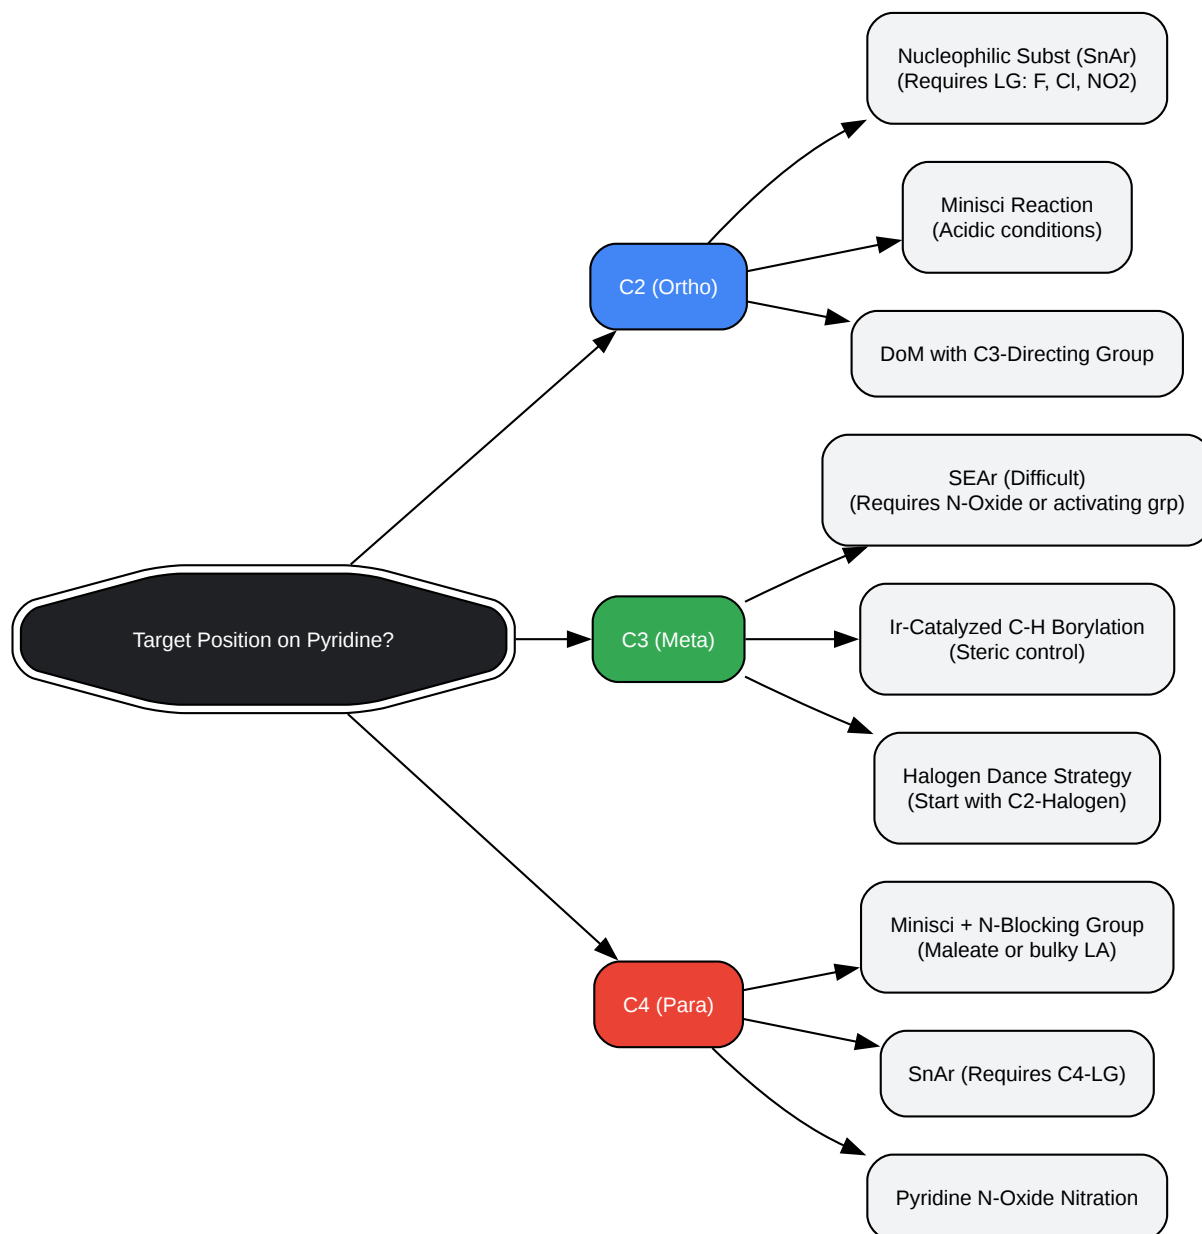 Target Position on Pyridine?
C2 (Ortho)
Nucleophilic Subst (SnAr)
(Requires LG: F, Cl, NO2)
Minisci Reaction
(Acidic conditions)
DoM with C3-Directing Group
C3 (Meta)
SEAr (Difficult)
(Requires N-Oxide or activating grp)
Ir-Catalyzed C-H Borylation
(Steric control)
Halogen Dance Strategy
(Start with C2-Halogen)
C4 (Para)
Minisci + N-Blocking Group
(Maleate or bulky LA)
SnAr (Requires C4-LG)
Pyridine N-Oxide Nitration